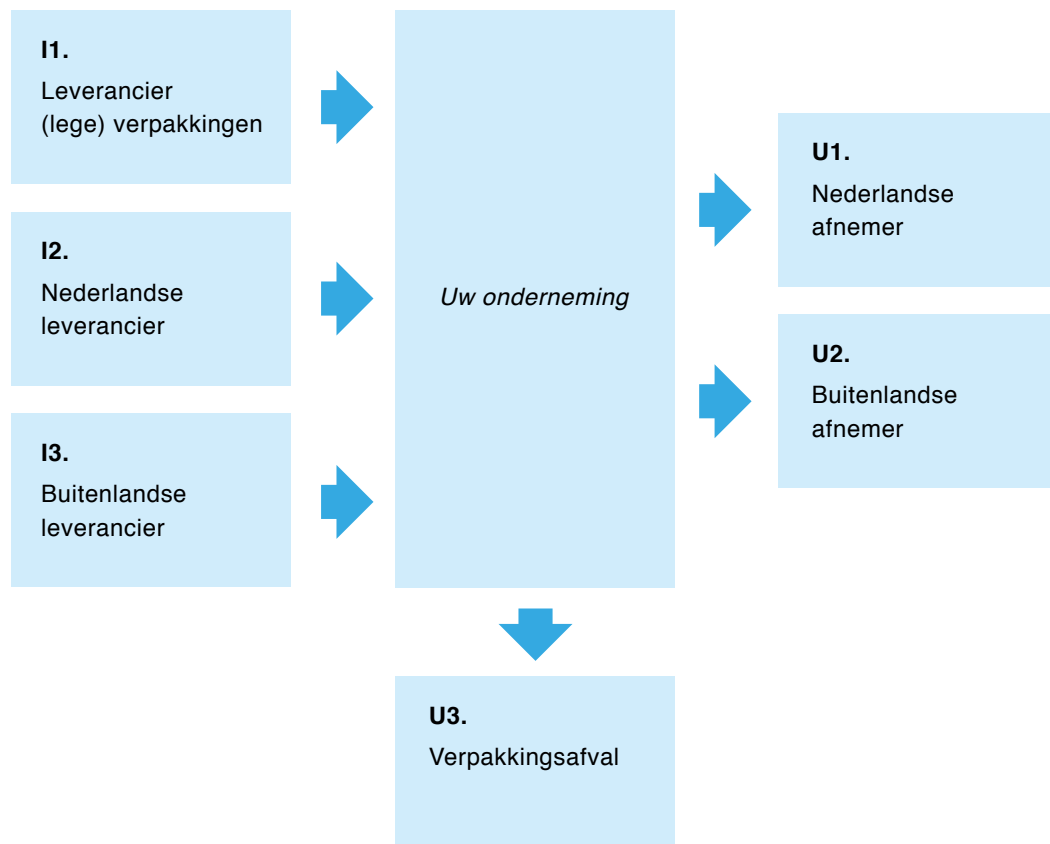 I1.
Leverancier
(lege) verpakkingen
I2.
Nederlandse
leverancier
I3.
Buitenlandse
leverancier
Uw onderneming
U1.
Nederlandse
afnemer
U2.
Buitenlandse
afnemer
U3.
Verpakkingsafval